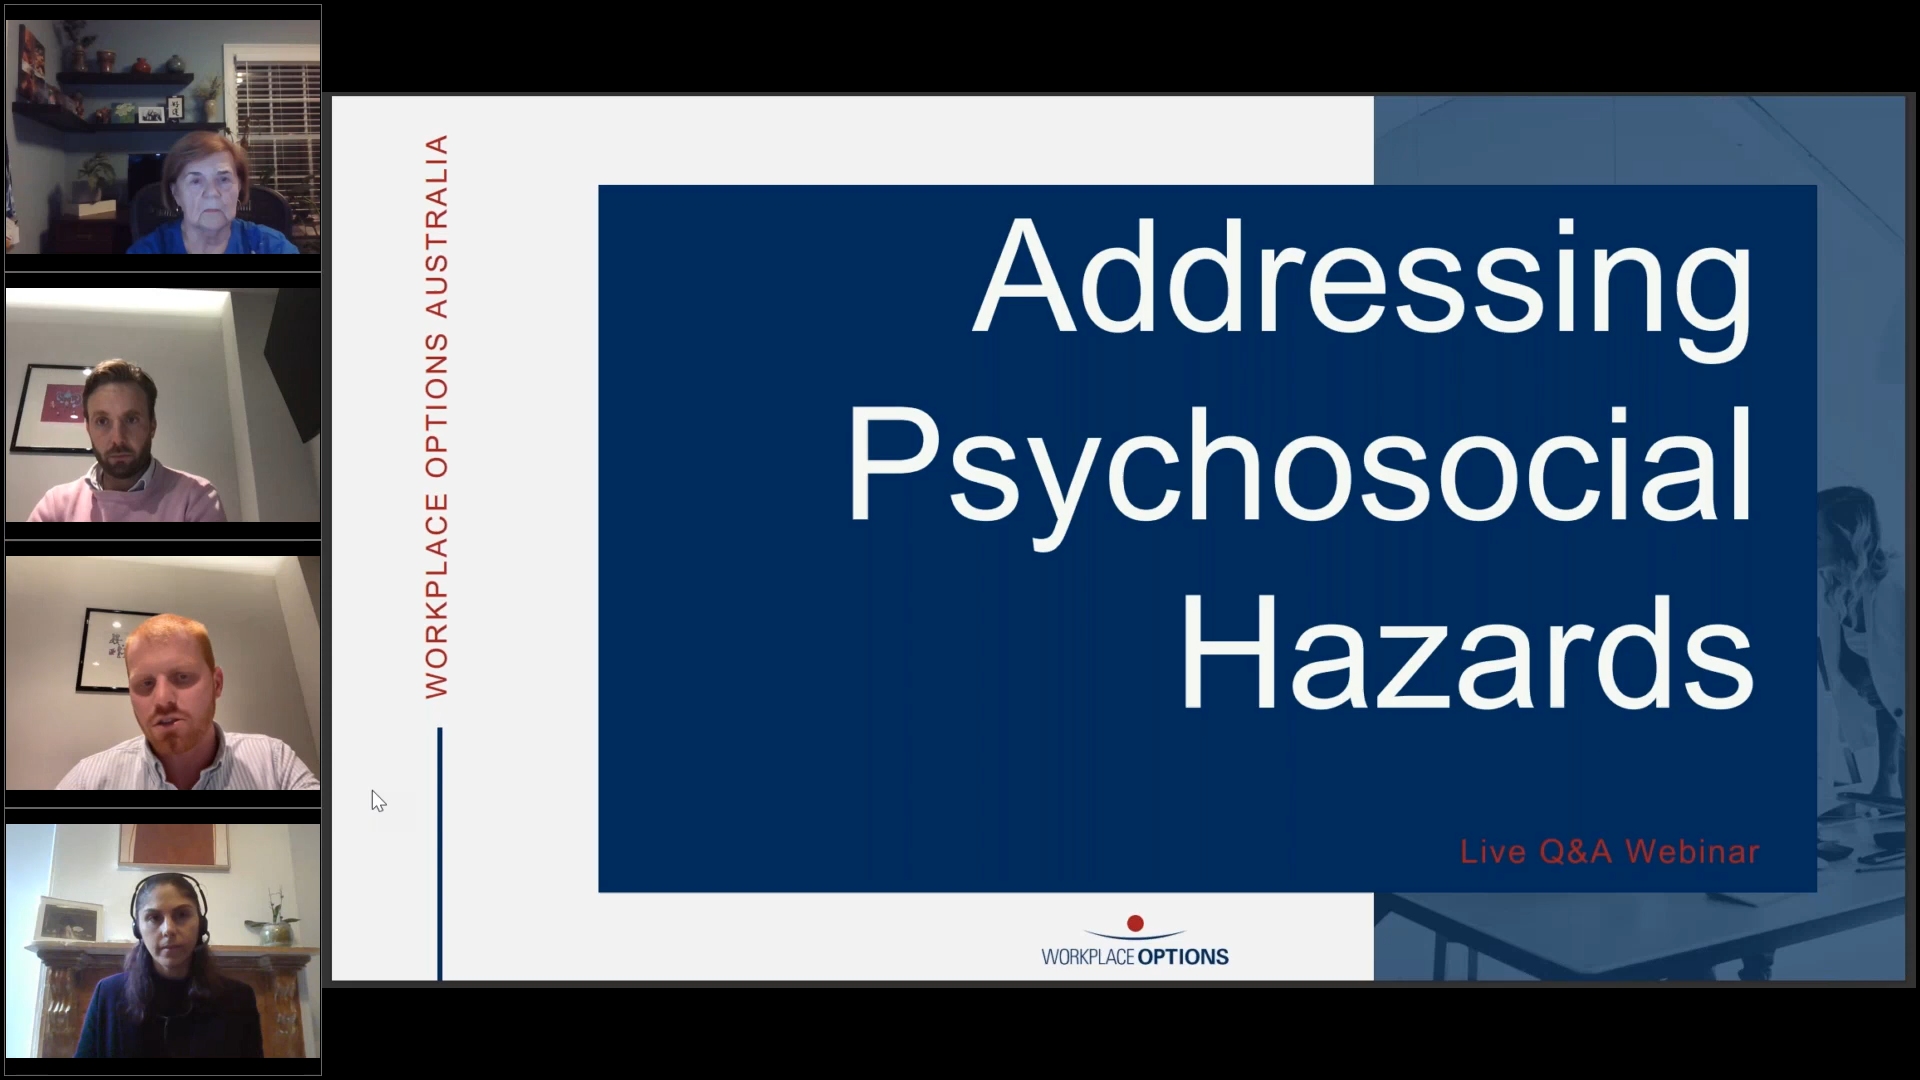 WORKPLACE OPTIONS AUSTRALIA
Addressing
Psychosocial
Hazards
Live Q&A Webinar
WORKPLACE OPTIONS